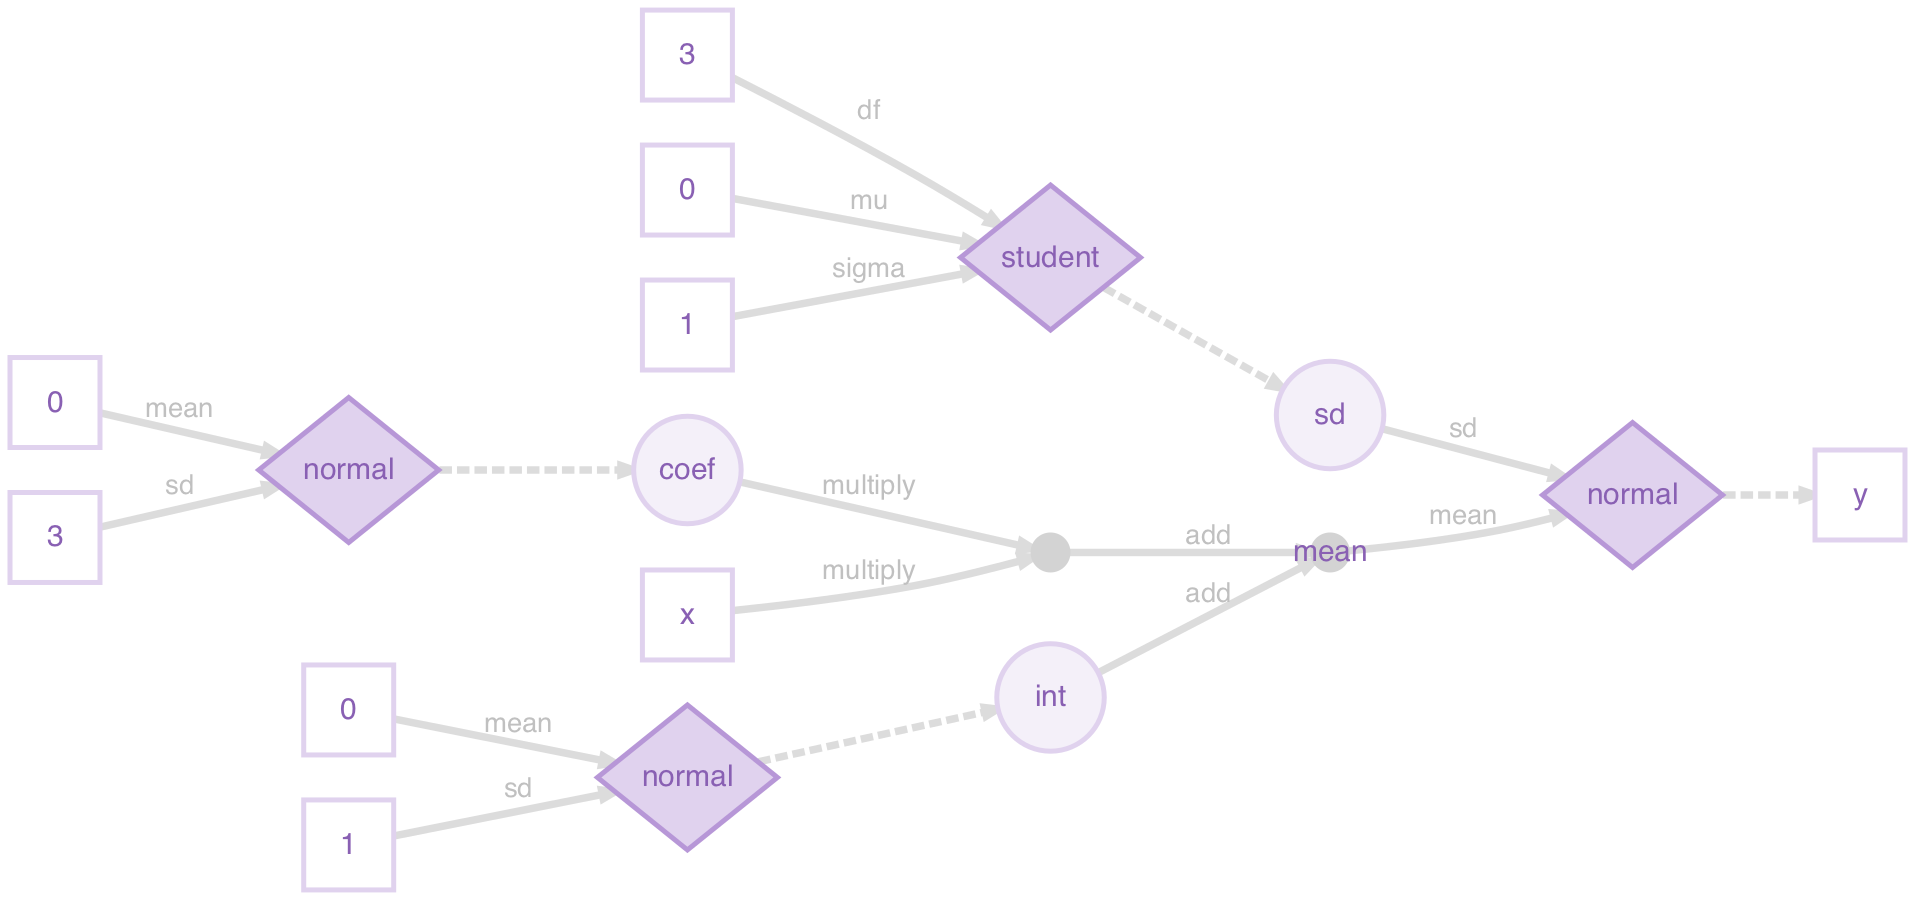 3
df
0
mu
student
sigma
1
0
mean
sd
3
normal
coef
sd
sd
normal
y
mean
multiply
add
mean
multiply
x
add
int
0
mean
normal
sd
1